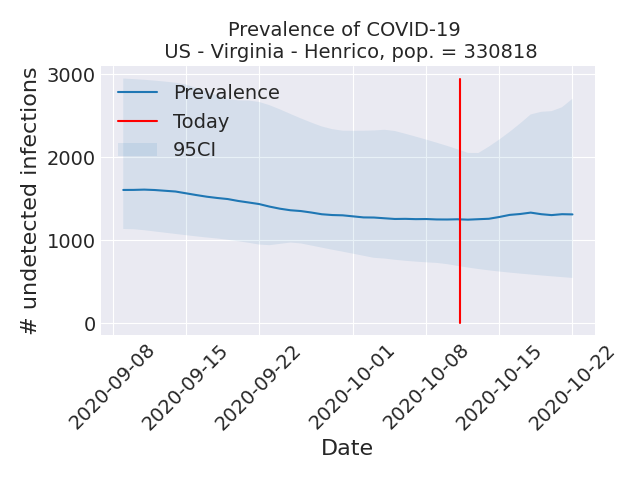 Prevalence of COVID-19
US - Virginia - Henrico, pop. = 330818
# undetected infections
3000
2000
1000
0
Prevalence
Today
95CI
2020-09-08
2020-09-15
2020-09-22
2020-10-01
2020-10-08
2020-10-15
2020-10-22
Date